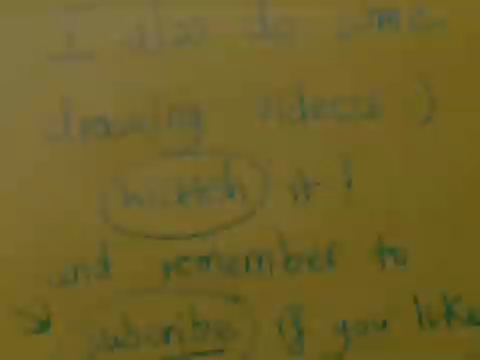 I also do some
drawing videos )
watch it !
and remember to
subscribe if you like